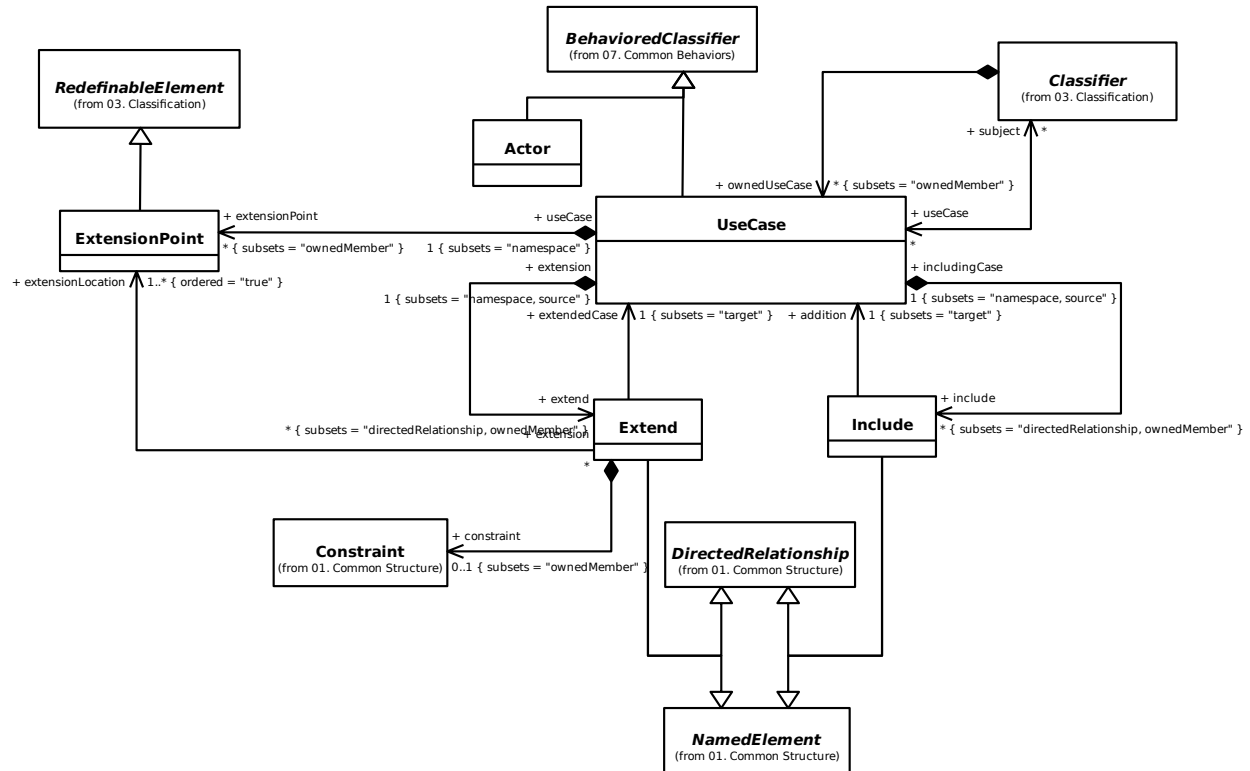 BehavioredClassifier
(from 07. Common Behaviors)
RedefinableElement
(from 03. Classification)
Classifier
(from 03. Classification)
+ subject
*
Actor
+ ownedUseCase
* { subsets = "ownedMember" }
+ extensionPoint
+ useCase
UseCase
+ useCase
ExtensionPoint
* { subsets = "ownedMember" }
1 { subsets = "namespace" }
*
+ extension
+ includingCase
+ extensionLocation
1..* { ordered = "true" }
1 { subsets = "namespace, source" }
1 { subsets = "namespace, source" }
+ extendedCase
1 { subsets = "target" }
+ addition
1 { subsets = "target" }
+ extend
+ include
Extend
Include
* { subsets = "directedRelationship, ownedMember" }
+ extension
* { subsets = "directedRelationship, ownedMember" }
*
+ constraint
Constraint
(from 01. Common Structure)
0..1 { subsets = "ownedMember" }
DirectedRelationship
(from 01. Common Structure)
NamedElement
(from 01. Common Structure)